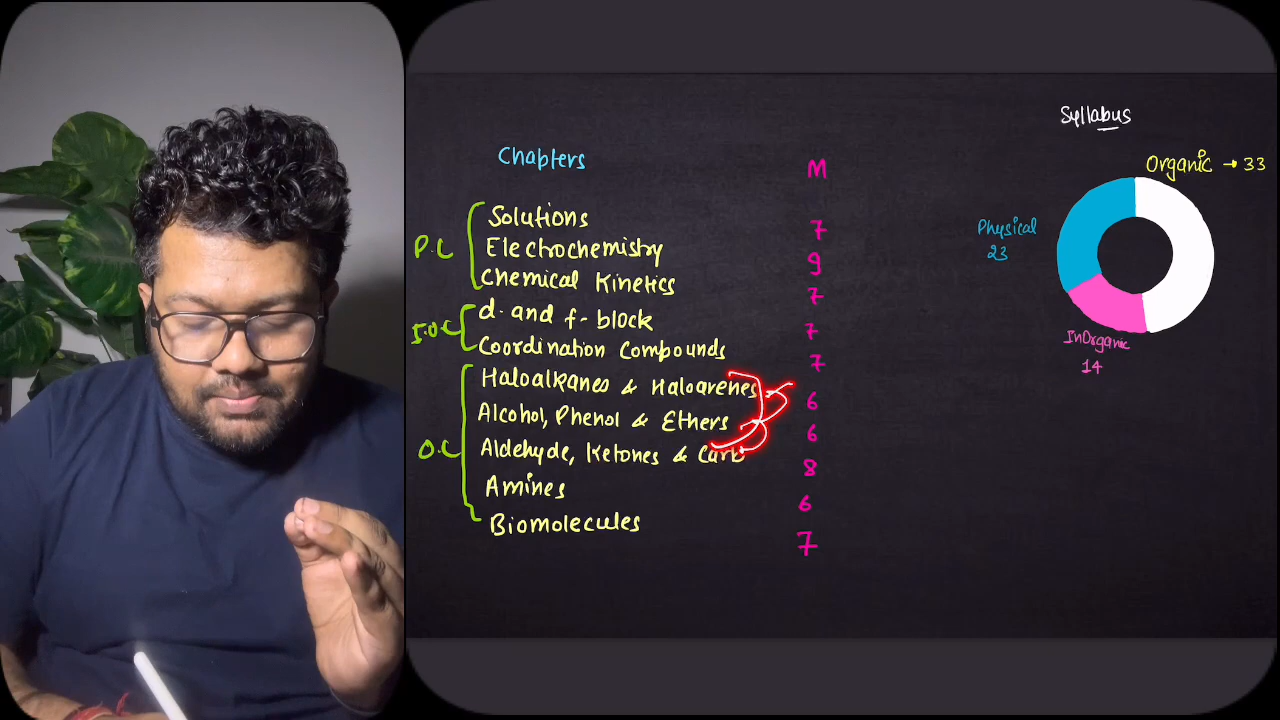 Syllabus
Chapters
M
Organic → 33
P.C
Solutions 7
Electrochemistry 9
Chemical Kinetics 7
I.O.C
d. and f- block 7
Coordination Compounds 7
O.C
Haloalkanes & Haloarenes 6
Alcohol, Phenol & Ethers 6
Aldehyde, Ketones & Carb 8
Amines 6
Biomolecules 7
Physical
23
InOrganic
14